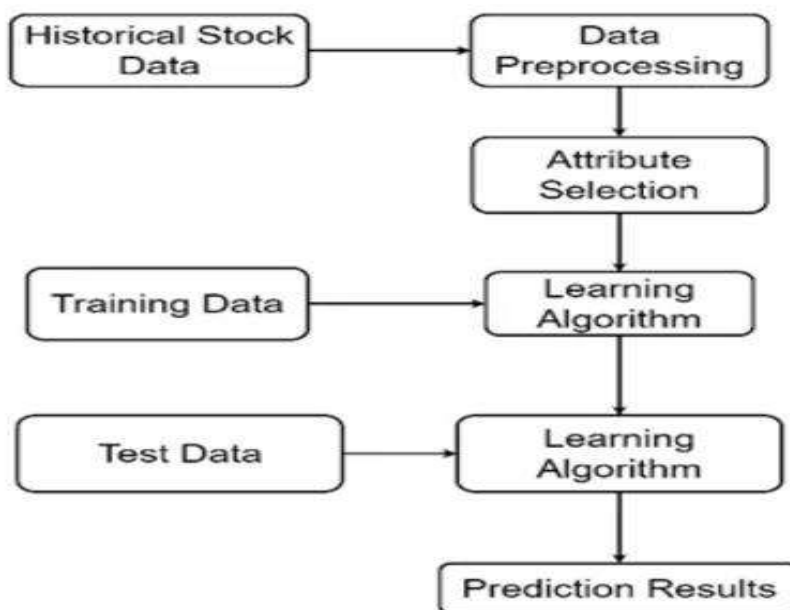 Historical Stock
Data
Data
Preprocessing
Attribute
Selection
Training Data
Learning
Algorithm
Test Data
Learning
Algorithm
Prediction Results